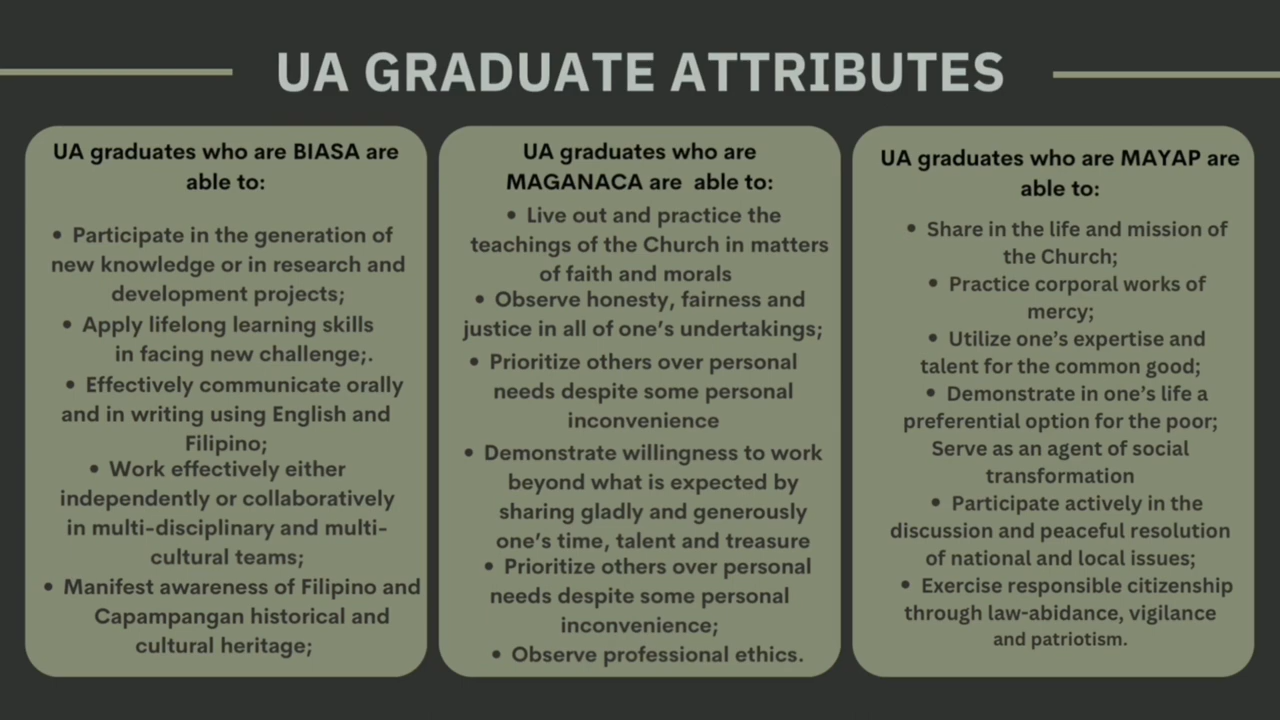 UA GRADUATE ATTRIBUTES
UA graduates who are BIASA are
able to:
• Participate in the generation of
new knowledge or in research and
development projects;
• Apply lifelong learning skills
in facing new challenge;.
• Effectively communicate orally
and in writing using English and
Filipino;
• Work effectively either
independently or collaboratively
in multi-disciplinary and multi-
cultural teams;
• Manifest awareness of Filipino and
Capampangan historical and
cultural heritage;
UA graduates who are
MAGANACA are able to:
• Live out and practice the
teachings of the Church in matters
of faith and morals
• Observe honesty, fairness and
justice in all of one’s undertakings;
• Prioritize others over personal
needs despite some personal
inconvenience
• Demonstrate willingness to work
beyond what is expected by
sharing gladly and generously
one’s time, talent and treasure
• Prioritize others over personal
needs despite some personal
inconvenience;
• Observe professional ethics.
UA graduates who are MAYAP are
able to:
• Share in the life and mission of
the Church;
• Practice corporal works of
mercy;
• Utilize one’s expertise and
talent for the common good;
• Demonstrate in one’s life a
preferential option for the poor;
Serve as an agent of social
transformation
• Participate actively in the
discussion and peaceful resolution
of national and local issues;
• Exercise responsible citizenship
through law-abidance, vigilance
and patriotism.